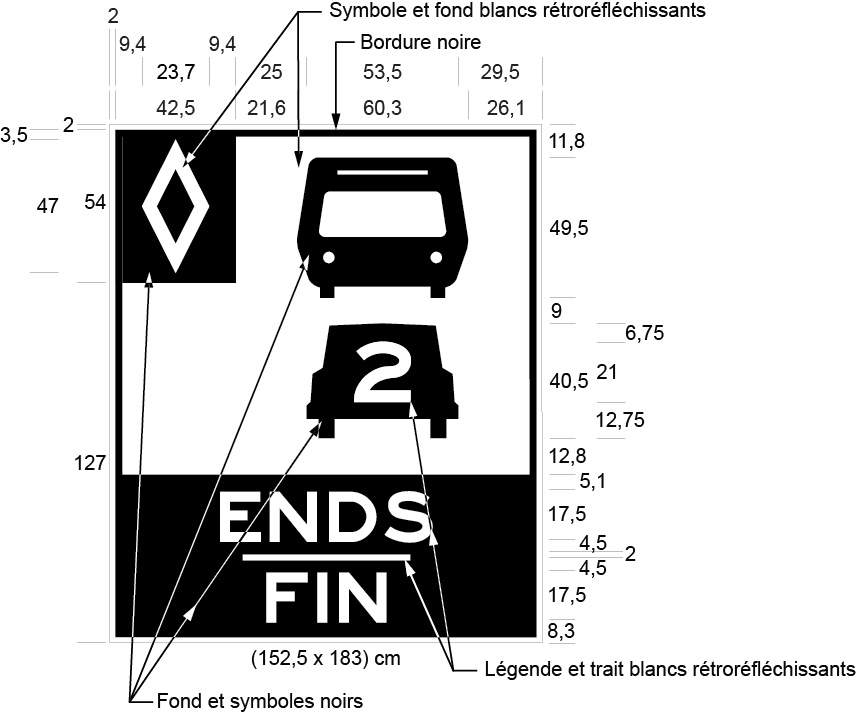 Symbole et fond blancs rétroréfléchissants
2
Bordure noire
9,4 9,4
23,7 25 53,5 29,5
42,5 21,6 60,3 26,1
3,5 2
11,8
47 54
49,5
9
6,75
40,5 21
12,75
2
127
12,8
5,1
ENDS
17,5
4,5
2
4,5
FIN
17,5
8,3
(152,5 x 183) cm
Légende et trait blancs rétroréfléchissants
Fond et symboles noirs